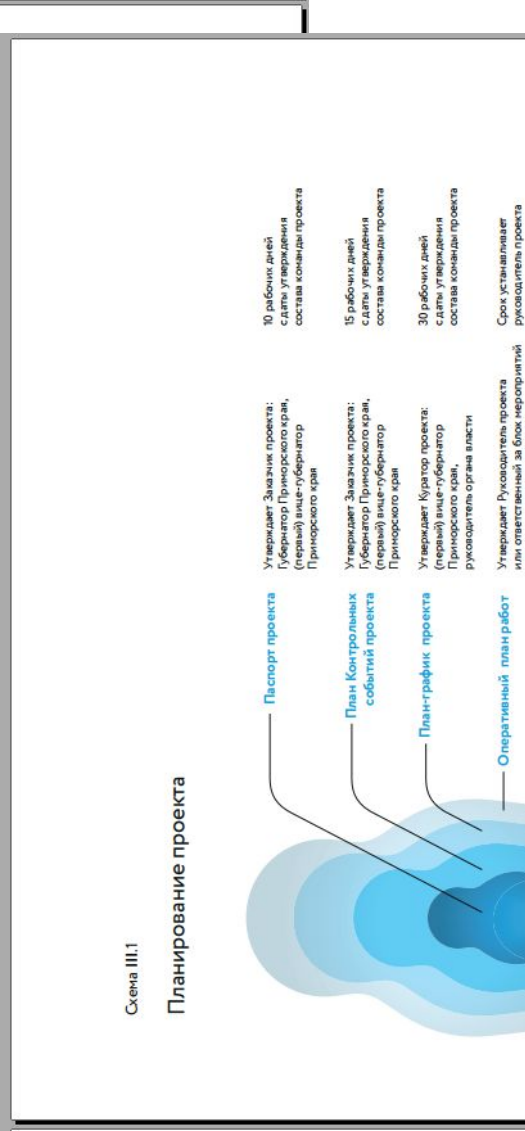 Схема III.1
Планирование проекта
Паспорт проекта
Утверждает Заказчик проекта:
Губернатор Приморского края,
(первый) вице-губернатор
Приморского края
10 рабочих дней
с даты утверждения
состава команды проекта
План Контрольных
событий проекта
Утверждает Заказчик проекта:
Губернатор Приморского края,
(первый) вице-губернатор
Приморского края
15 рабочих дней
с даты утверждения
состава команды проекта
План-график проекта
Утверждает Куратор проекта:
(первый) вице-губернатор
Приморского края,
руководитель органа власти
30 рабочих дней
с даты утверждения
состава команды проекта
Оперативный план работ
Утверждает Руководитель проекта
или ответственный за блок мероприятий
Срок устанавливает
руководитель проекта